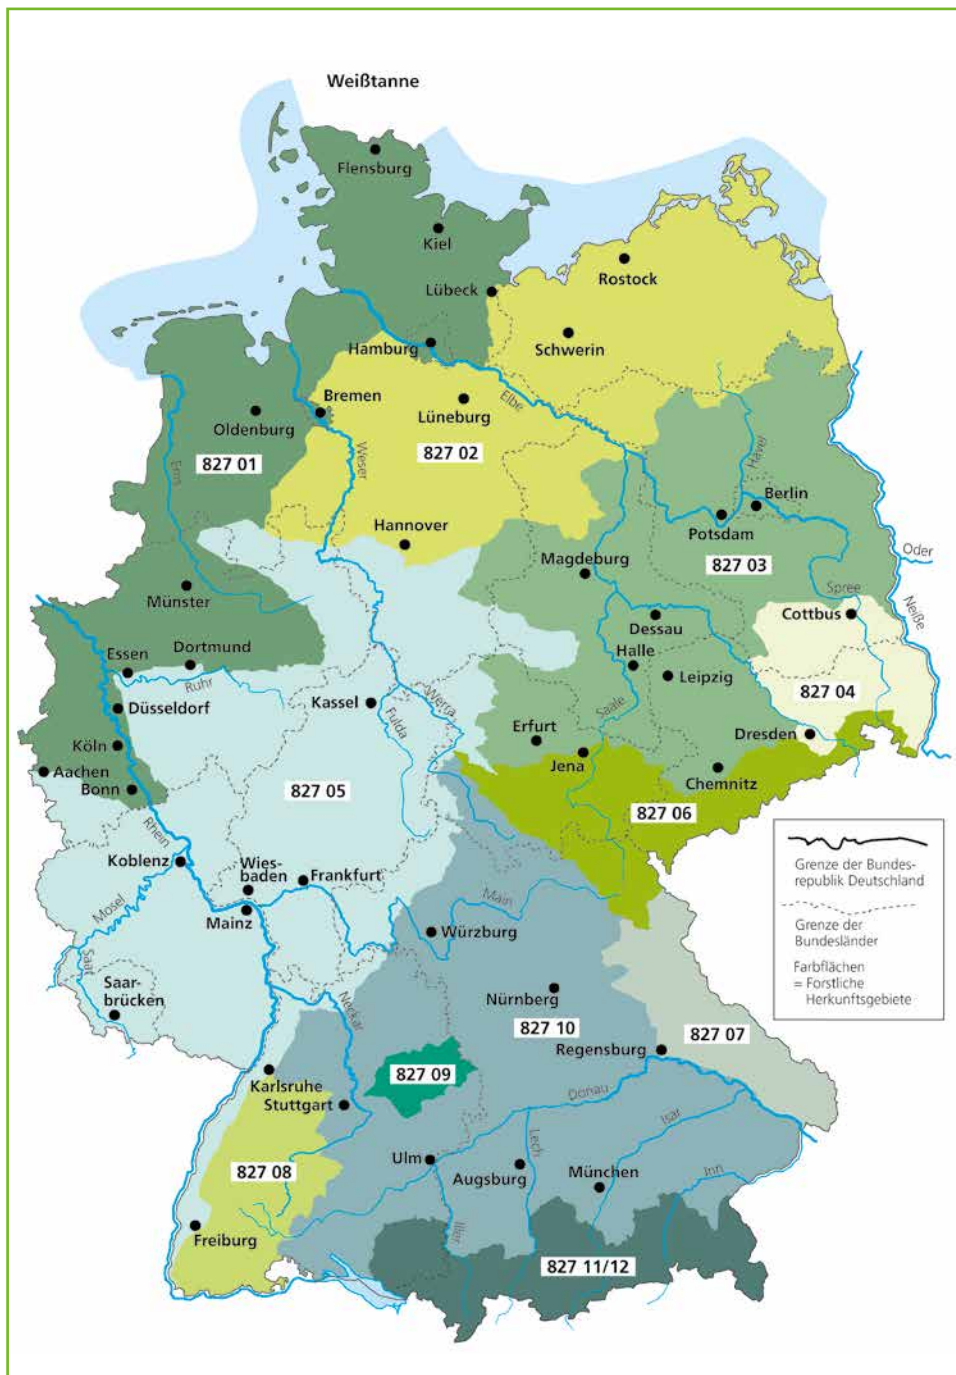 Weißtanne
Flensburg
Kiel
Lübeck
Rostock
Schwerin
Hamburg
Elbe
Bremen
Lüneburg
Oldenburg
827 01
827 02
Ems
Weser
Havel
Berlin
Potsdam
Hannover
Magdeburg
827 03
Oder
Spree
Neiße
Münster
Cottbus
Dessau
Halle
Leipzig
Essen
Dortmund
Ruhr
Düsseldorf
Kassel
Werra
Fulda
Saale
827 04
Erfurt
Dresden
Köln
Jena
Aachen
Chemnitz
Bonn
827 05
827 06
Rhein
Koblenz
Wies-
baden
Frankfurt
Mosel
Mainz
Main
Würzburg
Saar
Saar-
brücken
Nürnberg
Neckar
827 10
827 07
Regensburg
827 09
Karlsruhe
Stuttgart
Donau
Isar
Lech
Ulm
827 08
Augsburg
München
Inn
Iller
Freiburg
827 11/12
Grenze der Bundes-
republik Deutschland
Grenze der
Bundesländer
Farbflächen
= Forstliche
Herkunftsgebiete